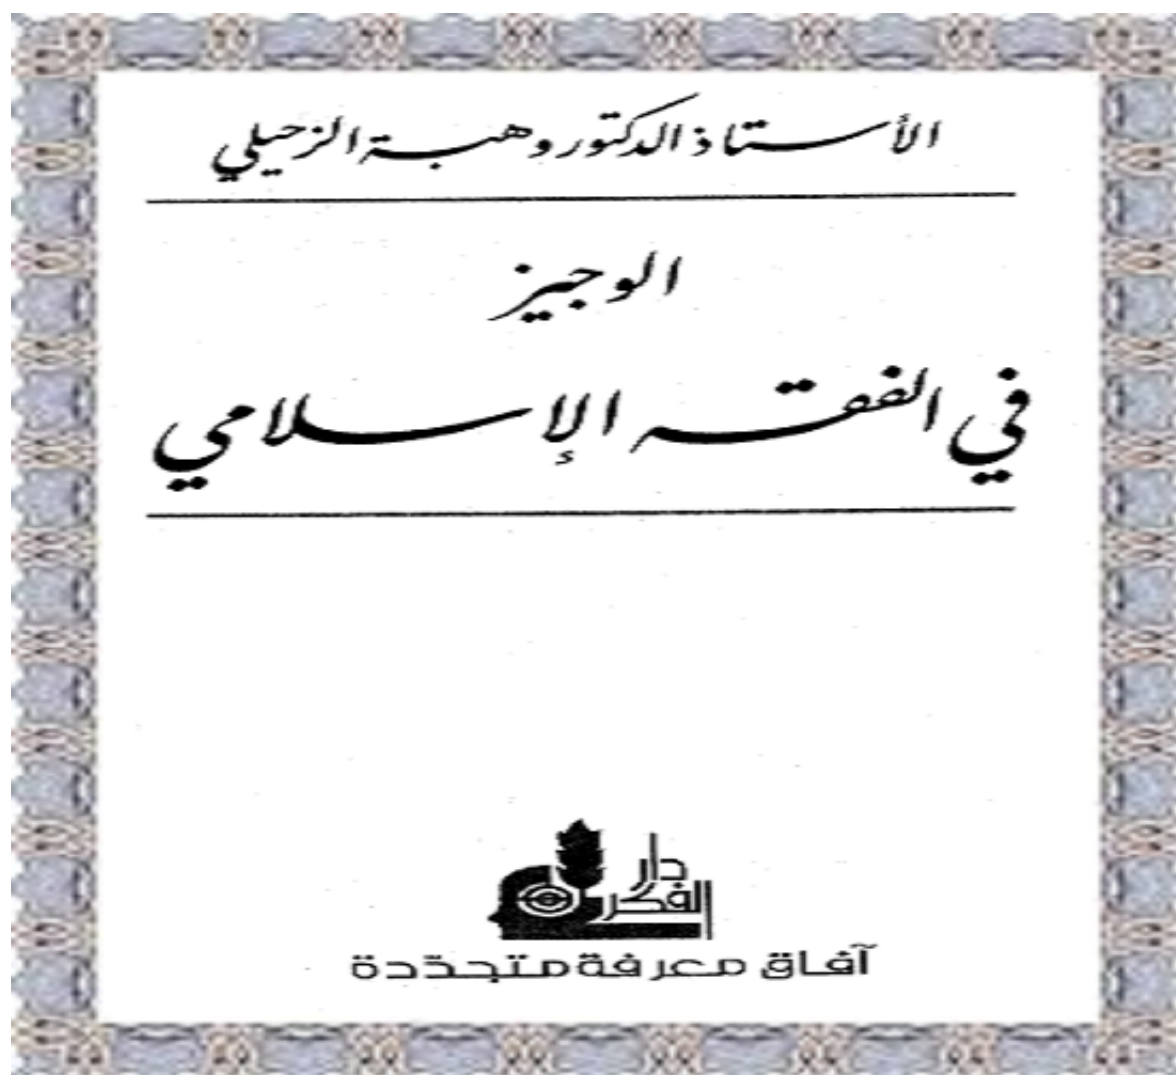 الأستاذ الدكتور وهبة الزحيلي
الوجيز
في الفقه الإسلامي
دار
الفكر
آفاق معرفة متجددة